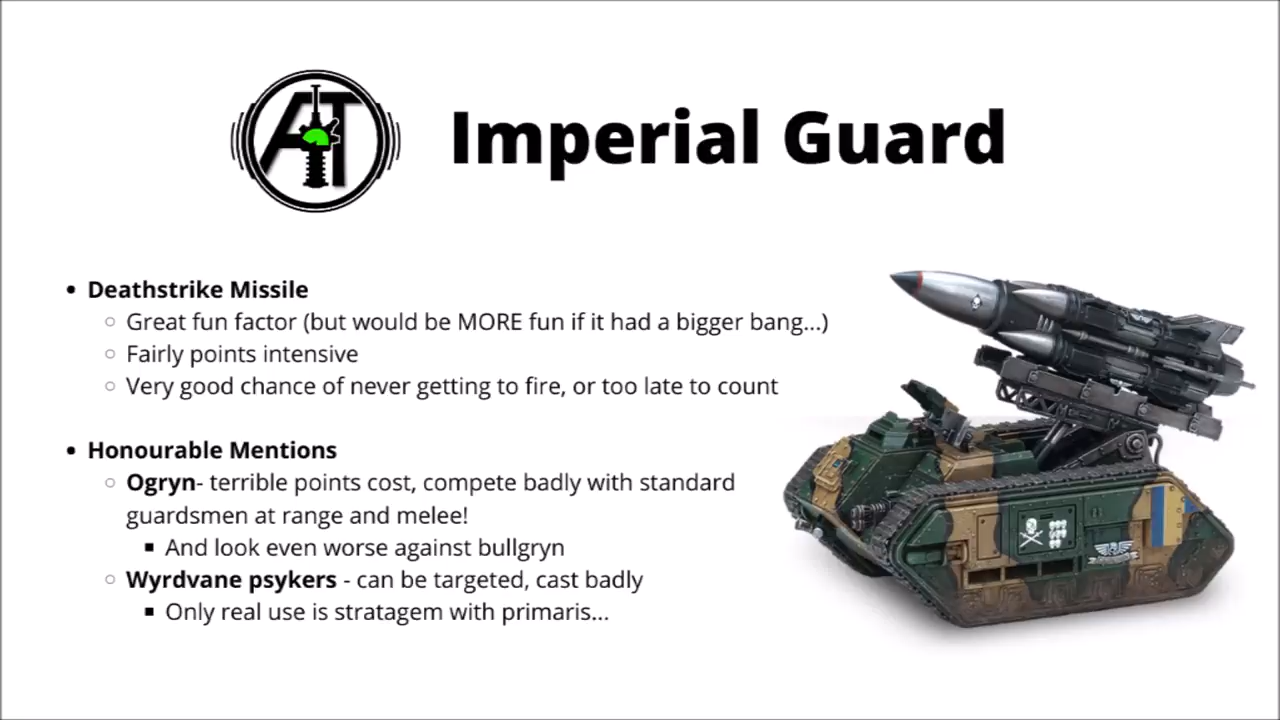 AT
Imperial Guard
• Deathstrike Missile
○ Great fun factor (but would be MORE fun if it had a bigger bang...)
○ Fairly points intensive
○ Very good chance of never getting to fire, or too late to count
• Honourable Mentions
○ Ogryn- terrible points cost, compete badly with standard
guardsmen at range and melee!
▪ And look even worse against bullgryn
○ Wyrdvane psykers - can be targeted, cast badly
▪ Only real use is stratagem with primaris...